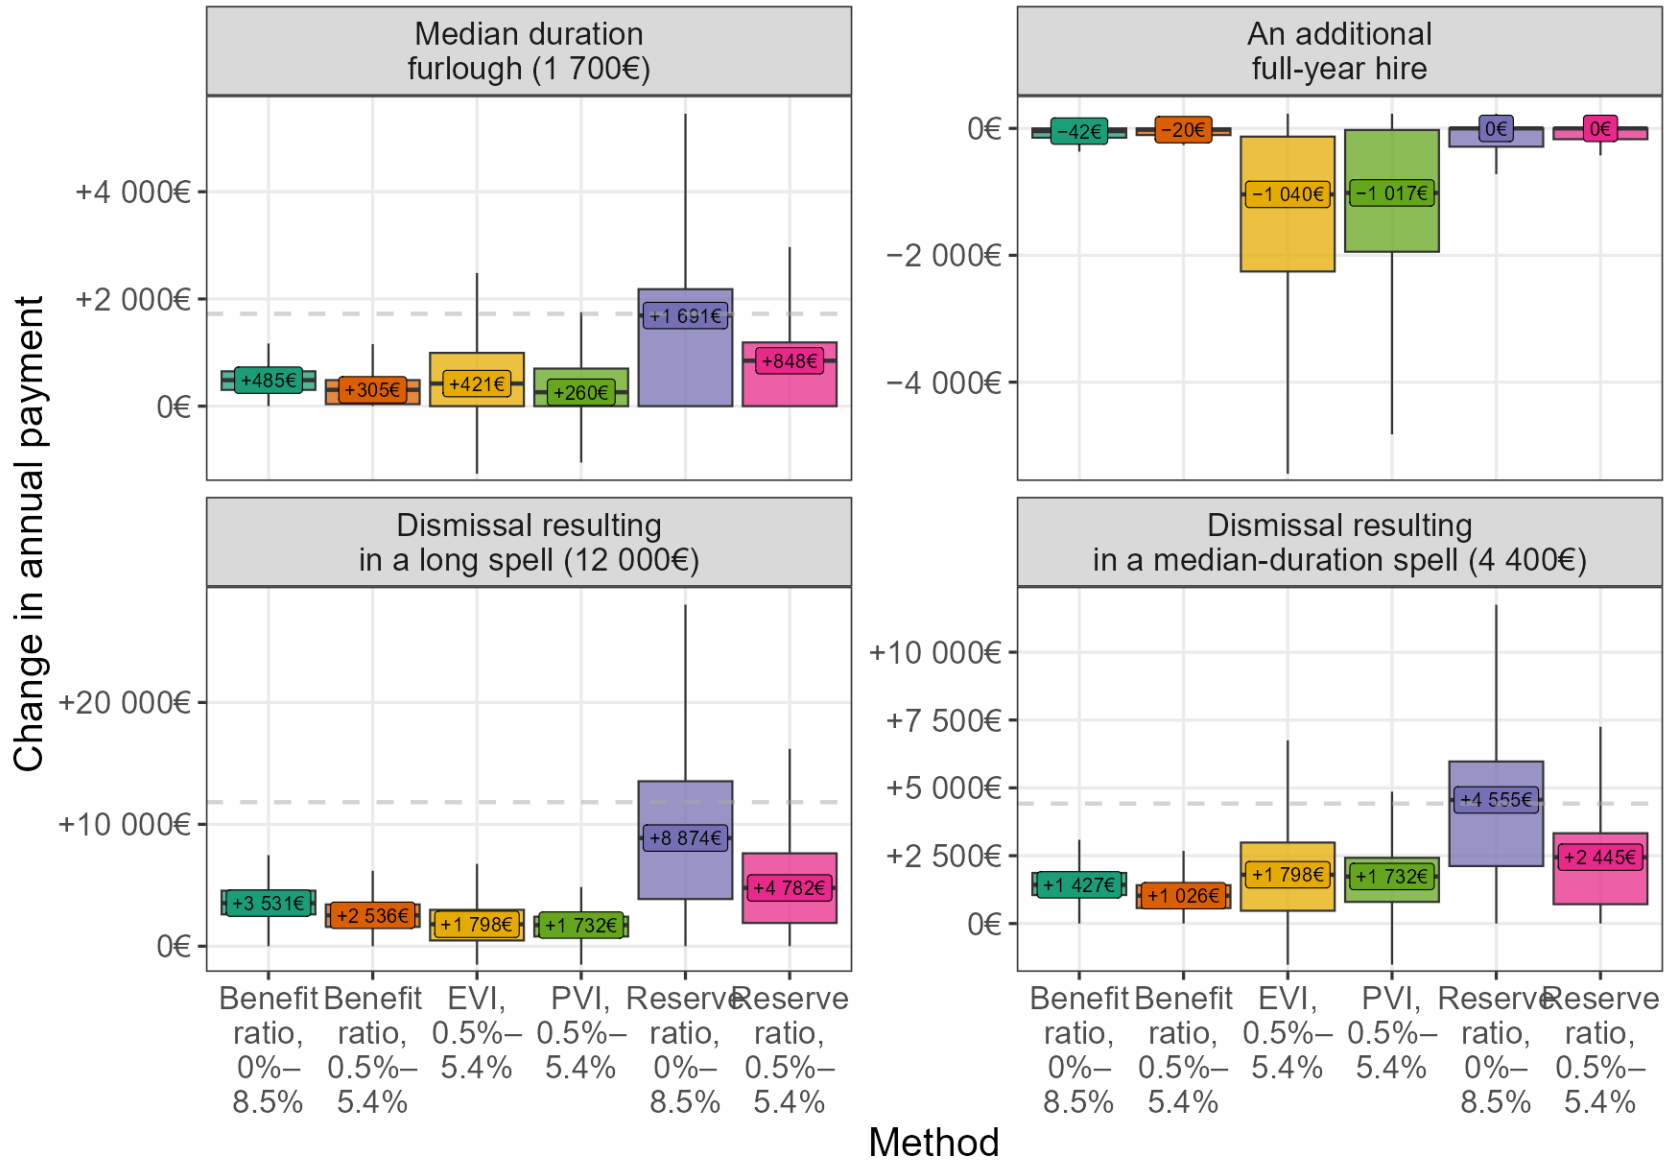 Median duration
furlough (1 700€)
An additional
full-year hire
Change in annual payment
+4 000€
+2 000€
0€
+485€
+305€
+421€
+260€
+1 691€
+848€
0€
−2 000€
−4 000€
−42€
−20€
−1 040€
−1 017€
0€
0€
Dismissal resulting
in a long spell (12 000€)
Dismissal resulting
in a median-duration spell (4 400€)
+20 000€
+10 000€
0€
+3 531€
+2 536€
+1 798€
+1 732€
+8 874€
+4 782€
+10 000€
+7 500€
+5 000€
+2 500€
0€
+1 427€
+1 026€
+1 798€
+1 732€
+4 555€
+2 445€
Benefit
ratio,
0%–
8.5%
Benefit
ratio,
0.5%–
5.4%
EVI,
0.5%–
5.4%
PVI,
0.5%–
5.4%
Reserve
ratio,
0%–
8.5%
Reserve
ratio,
0.5%–
5.4%
Benefit
ratio,
0%–
8.5%
Benefit
ratio,
0.5%–
5.4%
EVI,
0.5%–
5.4%
PVI,
0.5%–
5.4%
Reserve
ratio,
0%–
8.5%
Reserve
ratio,
0.5%–
5.4%
Method